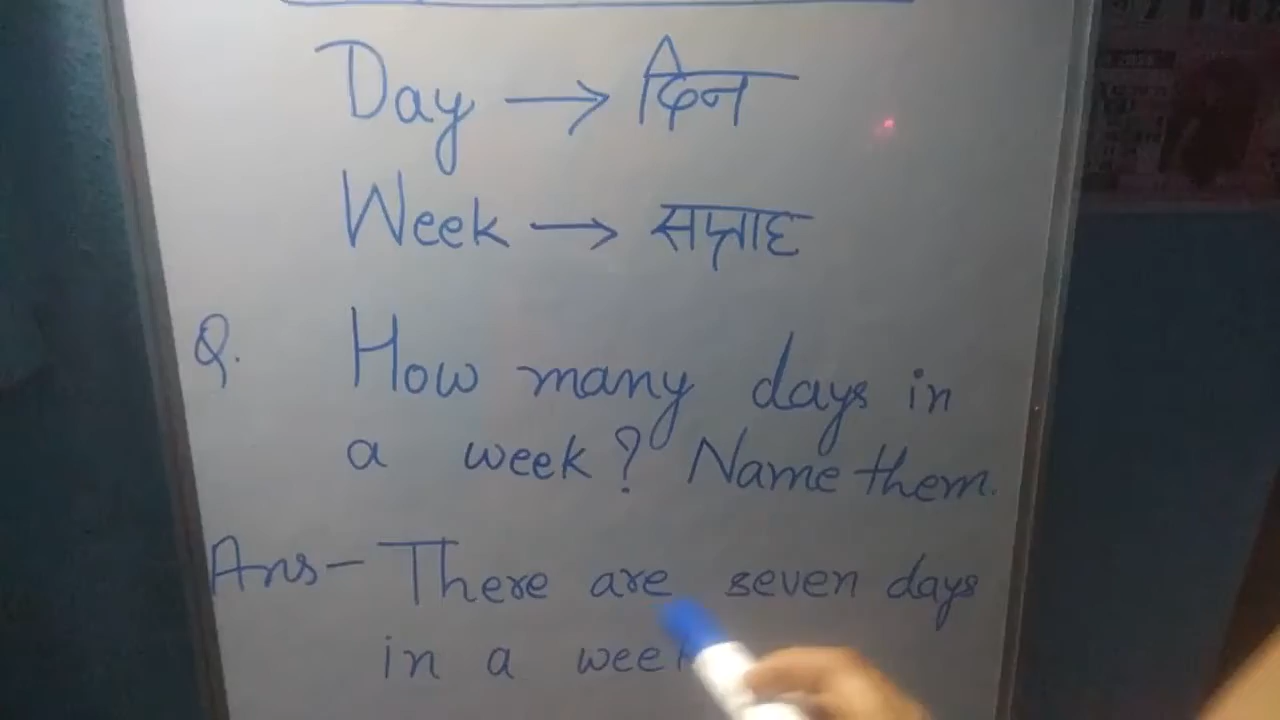 Day → दिन
Week → सप्ताह
Q. How many days in
a week? Name them.
Ans- There are seven days
in a week